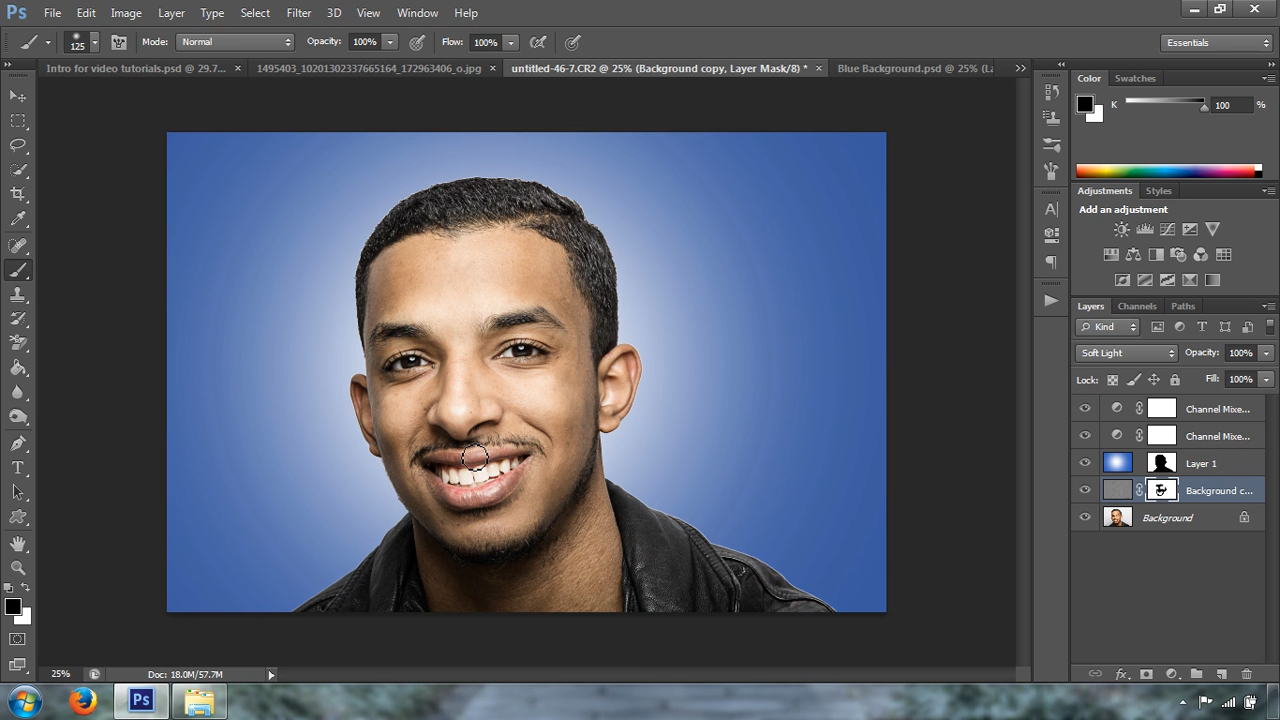 Ps File Edit Image Layer Type Select Filter 3D View Window Help
125 Mode: Normal Opacity: 100% Flow: 100% Essentials
Intro for video tutorials.psd @ 29.7... × 1495403_10201302337665164_172963406_o.jpg × untitled-46-7.CR2 @ 25% (Background copy, Layer Mask/8) * × Blue Background.psd @ 25% (La
Color Swatches
K 100 %
Adjustments Styles
Add an adjustment
Layers Channels Paths
Kind
Soft Light Opacity: 100%
Lock: Fill: 100%
Channel Mixe...
Channel Mixe...
Layer 1
Background c...
Background
25% Doc: 18.0M/57.7M
Ps